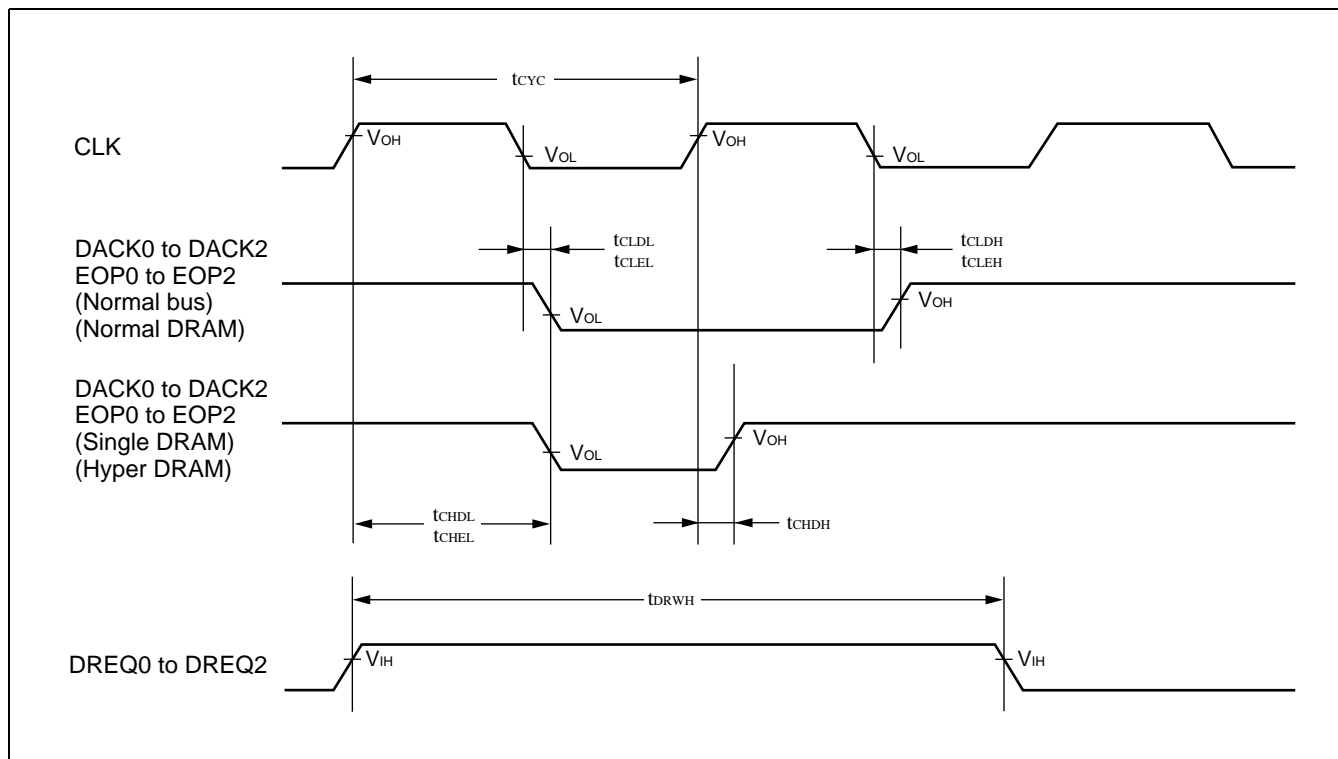 tCYC
CLK
VOH
VOL
VOH
VOL
DACK0 to DACK2
EOP0 to EOP2
(Normal bus)
(Normal DRAM)
tCLDL
tCLEL
tCLDH
tCLEH
VOL
VOH
DACK0 to DACK2
EOP0 to EOP2
(Single DRAM)
(Hyper DRAM)
VOL
VOH
tCHDL
tCHEL
tCHDH
tDRWH
DREQ0 to DREQ2
VIH
VIH